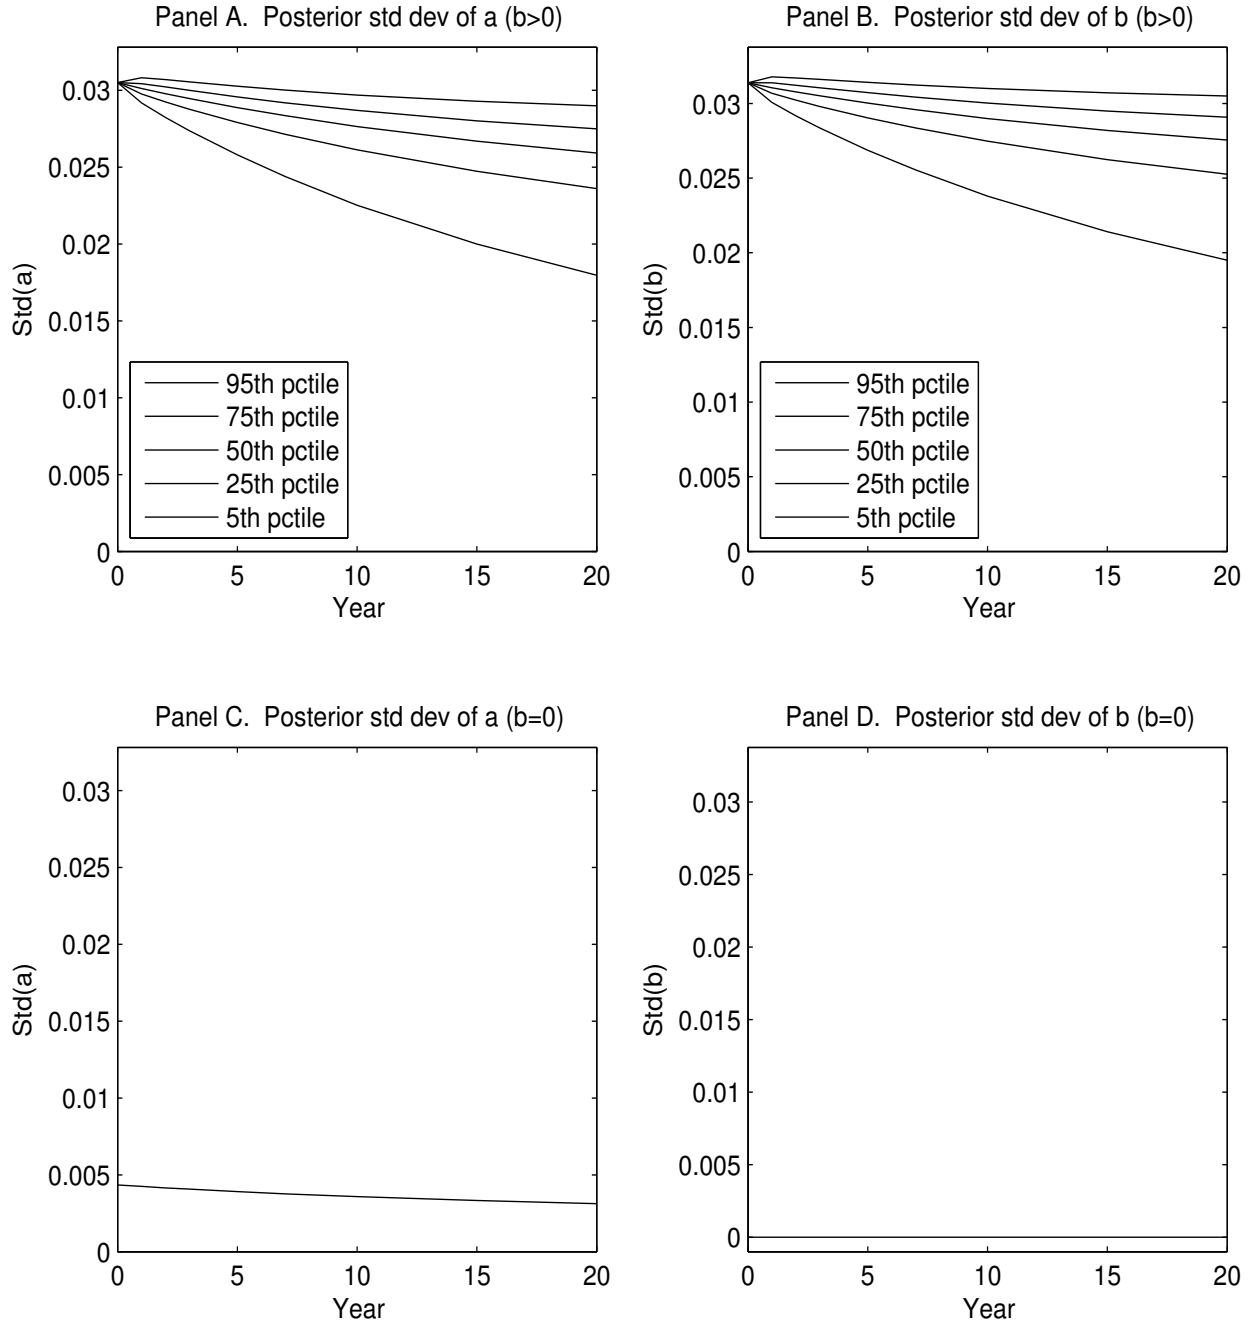 Panel A. Posterior std dev of a (b>0)
0.03
0.025
0.02
0.015
0.01
0.005
0
Std(a)
95th pctile
75th pctile
50th pctile
25th pctile
5th pctile
0 5 10 15 20
Year
Panel B. Posterior std dev of b (b>0)
0.03
0.025
0.02
0.015
0.01
0.005
0
Std(b)
95th pctile
75th pctile
50th pctile
25th pctile
5th pctile
0 5 10 15 20
Year
Panel C. Posterior std dev of a (b=0)
0.03
0.025
0.02
0.015
0.01
0.005
0
Std(a)
0 5 10 15 20
Year
Panel D. Posterior std dev of b (b=0)
0.03
0.025
0.02
0.015
0.01
0.005
0
Std(b)
0 5 10 15 20
Year